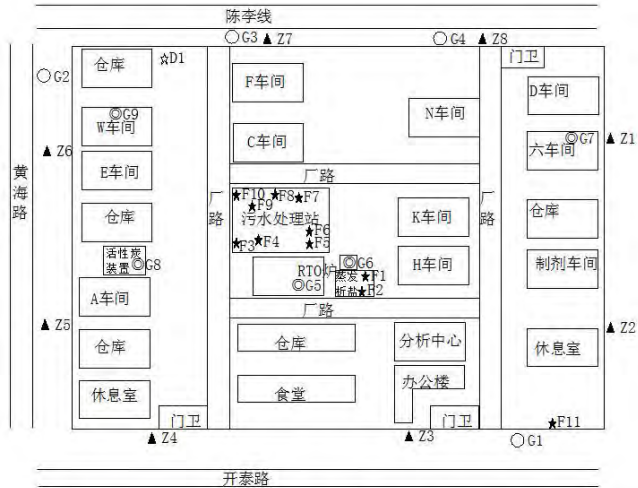 陈李线
○G3 ▲Z7
○G4 ▲Z8
门卫
○G2
仓库
☆D1
F车间
D车间
◎G9
W车间
N车间
▲Z6
C车间
◎G7
六车间
▲Z1
黄海路
E车间
厂路
厂路
厂路
★F10 ★F8 ★F7
★F9
污水处理站
★F6
★F3 ★F4 ★F5
仓库
K车间
仓库
活性炭
装置◎G8
RTO炉
◎G6
◎G5
蒸发★F1
析盐★F2
H车间
制剂车间
A车间
厂路
▲Z5
仓库
仓库
分析中心
休息室
▲Z2
休息室
食堂
办公楼
门卫
门卫
★F11
▲Z4
▲Z3
○G1
开泰路